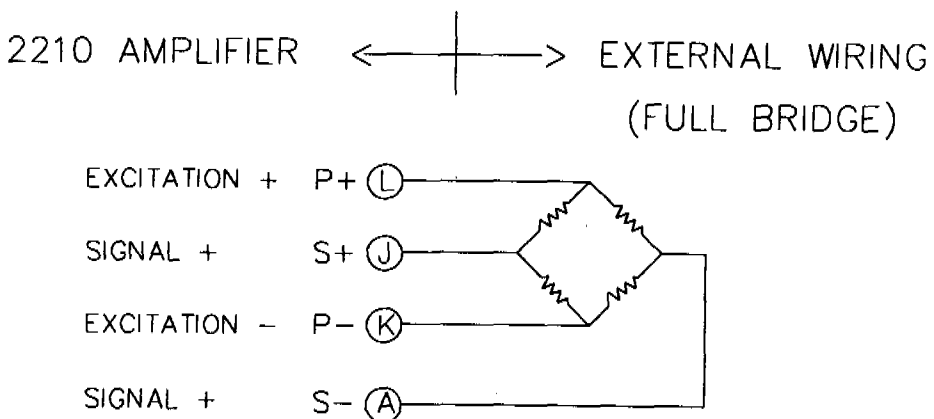 2210 AMPLIFIER
EXTERNAL WIRING
(FULL BRIDGE)
EXCITATION + P+ L
SIGNAL + S+ J
EXCITATION - P- K
SIGNAL + S- A